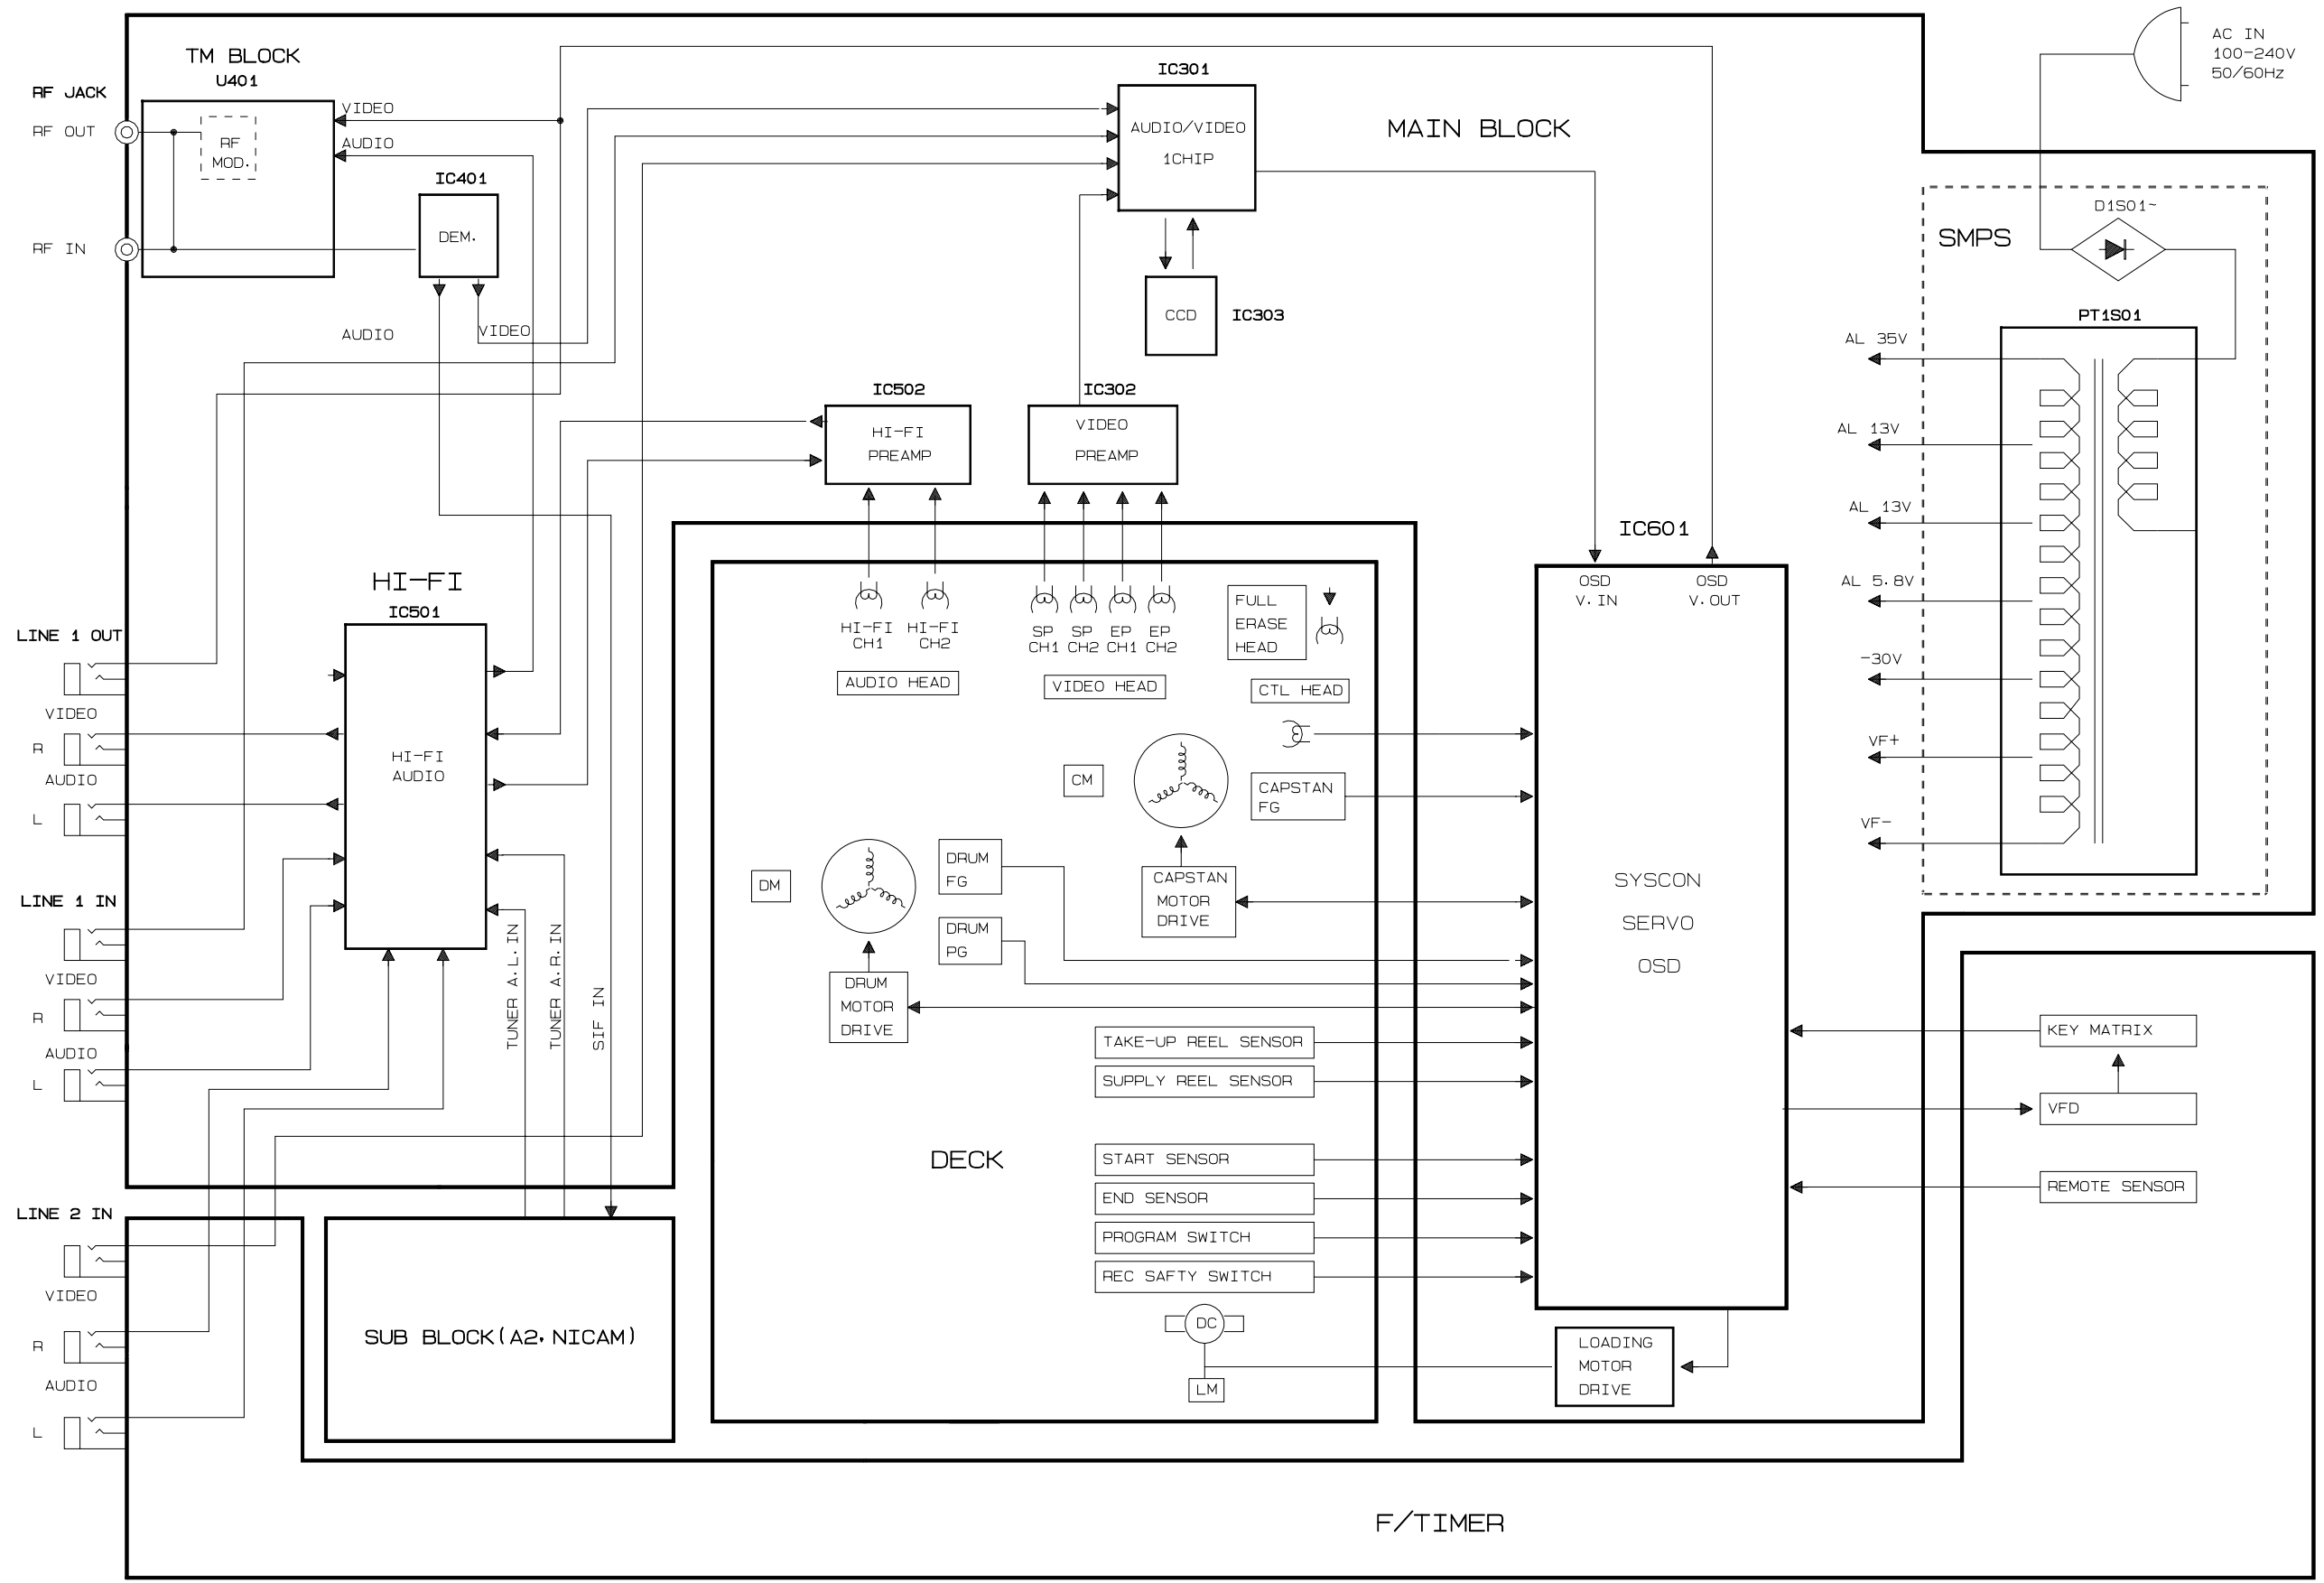 TM BLOCK
U401
RF JACK
RF OUT
RF IN
RF
MOD.
VIDEO
AUDIO
IC401
DEM.
AUDIO
VIDEO
IC301
AUDIO/VIDEO
1CHIP
MAIN BLOCK
CCD
IC303
AC IN
100-240V
50/60Hz
SMPS
D1S01~
PT1S01
AL 35V
AL 13V
AL 13V
AL 5.8V
-30V
VF+
VF-
IC502
HI-FI
PREAMP
IC302
VIDEO
PREAMP
HI-FI
IC501
HI-FI
AUDIO
LINE 1 OUT
VIDEO
R
AUDIO
L
LINE 1 IN
VIDEO
R
AUDIO
L
LINE 2 IN
VIDEO
R
AUDIO
L
TUNER A.L.IN
TUNER A.R.IN
SIF IN
SUB BLOCK(A2,NICAM)
HI-FI
CH1
HI-FI
CH2
AUDIO HEAD
SP
CH1
SP
CH2
EP
CH1
EP
CH2
VIDEO HEAD
FULL
ERASE
HEAD
CTL HEAD
CM
CAPSTAN
FG
DM
DRUM
FG
DRUM
PG
CAPSTAN
MOTOR
DRIVE
DRUM
MOTOR
DRIVE
TAKE-UP REEL SENSOR
SUPPLY REEL SENSOR
DECK
START SENSOR
END SENSOR
PROGRAM SWITCH
REC SAFTY SWITCH
DC
LM
IC601
OSD
V.IN
OSD
V.OUT
SYSCON
SERVO
OSD
LOADING
MOTOR
DRIVE
KEY MATRIX
VFD
REMOTE SENSOR
F/TIMER